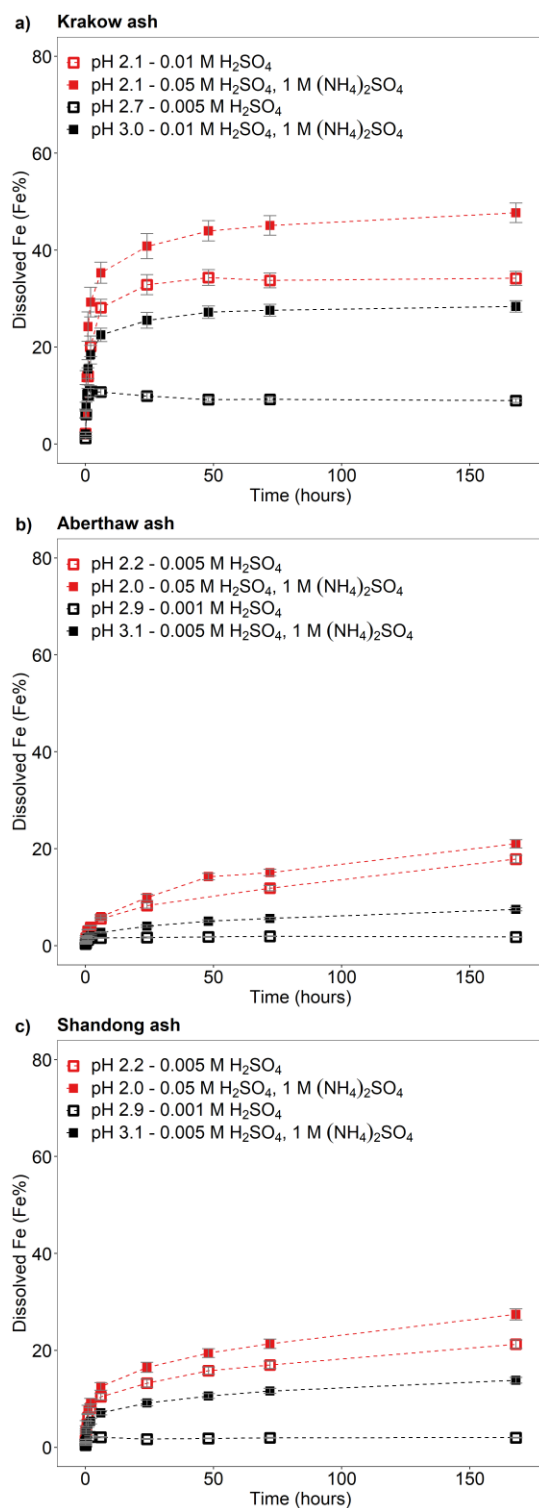 a) Krakow ash
80
pH 2.1 - 0.01 M H₂SO₄
pH 2.1 - 0.05 M H₂SO₄, 1 M (NH₄)₂SO₄
pH 2.7 - 0.005 M H₂SO₄
pH 3.0 - 0.01 M H₂SO₄, 1 M (NH₄)₂SO₄
60
40
20
0
Dissolved Fe (Fe%)
0 50 100 150
Time (hours)
b) Aberthaw ash
80
pH 2.2 - 0.005 M H₂SO₄
pH 2.0 - 0.05 M H₂SO₄, 1 M (NH₄)₂SO₄
pH 2.9 - 0.001 M H₂SO₄
pH 3.1 - 0.005 M H₂SO₄, 1 M (NH₄)₂SO₄
60
40
20
0
Dissolved Fe (Fe%)
0 50 100 150
Time (hours)
c) Shandong ash
80
pH 2.2 - 0.005 M H₂SO₄
pH 2.0 - 0.05 M H₂SO₄, 1 M (NH₄)₂SO₄
pH 2.9 - 0.001 M H₂SO₄
pH 3.1 - 0.005 M H₂SO₄, 1 M (NH₄)₂SO₄
60
40
20
0
Dissolved Fe (Fe%)
0 50 100 150
Time (hours)